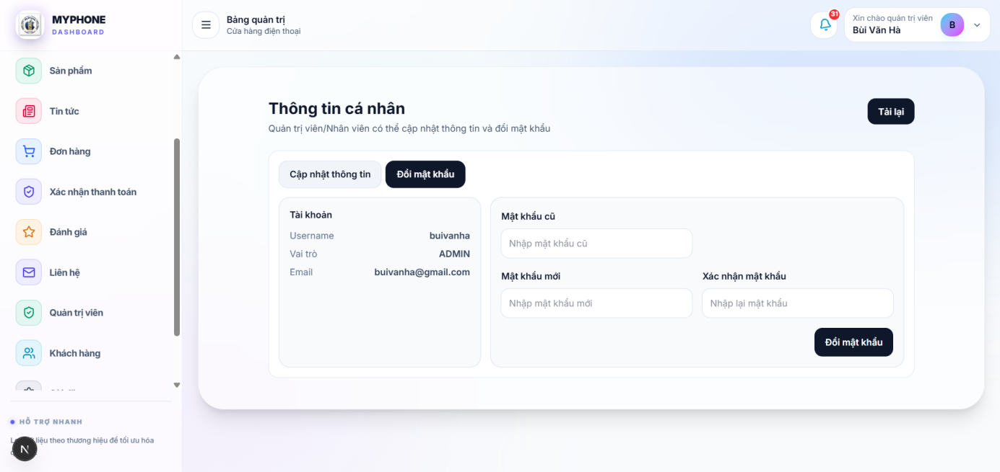 MYPHONE
DASHBOARD
Sản phẩm
Tin tức
Đơn hàng
Xác nhận thanh toán
Đánh giá
Liên hệ
Quản trị viên
Khách hàng
HỖ TRỢ NHANH
liệu theo thương hiệu để tối ưu hóa
N
Bảng quản trị
Cửa hàng điện thoại
31
Xin chào quản trị viên
Bùi Văn Hà
B
Thông tin cá nhân
Quản trị viên/Nhân viên có thể cập nhật thông tin và đổi mật khẩu
Tải lại
Cập nhật thông tin
Đổi mật khẩu
Tài khoản
Username buivanha
Vai trò ADMIN
Email buivanha@gmail.com
Mật khẩu cũ
Nhập mật khẩu cũ
Mật khẩu mới
Xác nhận mật khẩu
Nhập mật khẩu mới
Nhập lại mật khẩu
Đổi mật khẩu